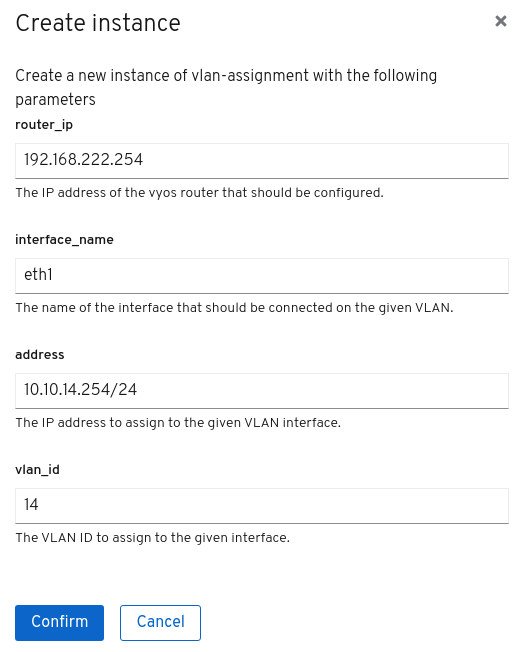 Create instance
Create a new instance of vlan-assignment with the following
parameters
router_ip
192.168.222.254
The IP address of the vyos router that should be configured.
interface_name
eth1
The name of the interface that should be connected on the given VLAN.
address
10.10.14.254/24
The IP address to assign to the given VLAN interface.
vlan_id
14
The VLAN ID to assign to the given interface.
Confirm Cancel